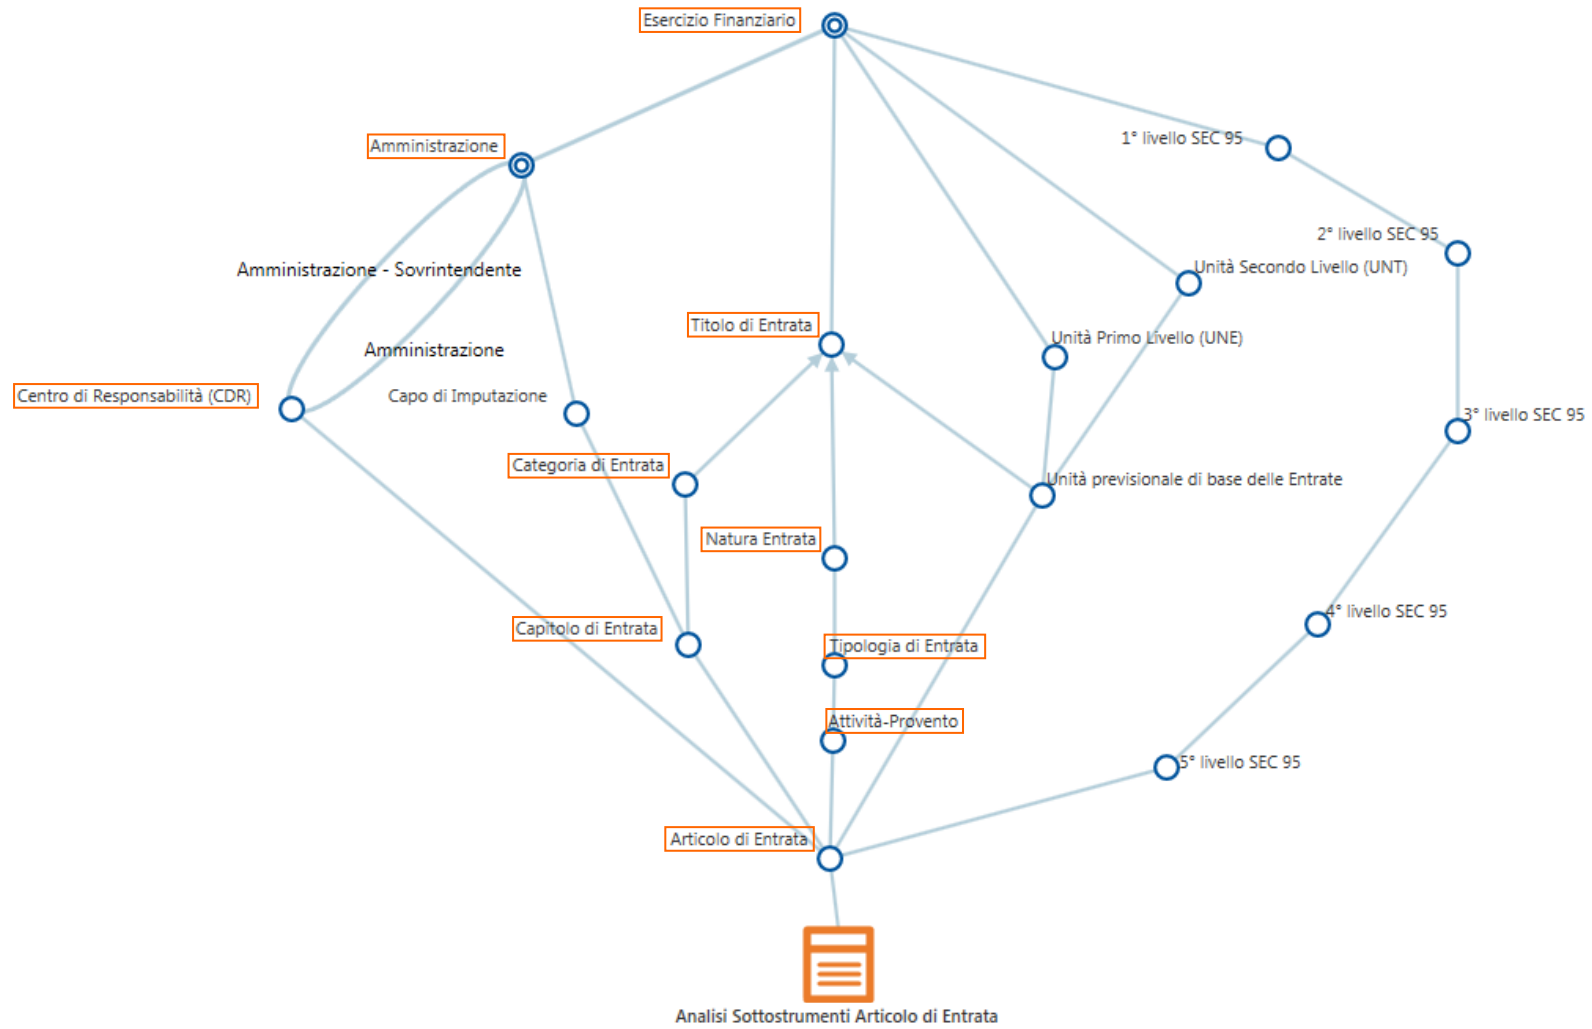 Esercizio Finanziario
1° livello SEC 95
Amministrazione
2° livello SEC 95
Amministrazione - Sovrintendente
Unità Secondo Livello (UNT)
Titolo di Entrata
Unità Primo Livello (UNE)
Amministrazione
Centro di Responsabilità (CDR)
Capo di Imputazione
3° livello SEC 95
Categoria di Entrata
Unità previsionale di base delle Entrate
Natura Entrata
4° livello SEC 95
Capitolo di Entrata
Tipologia di Entrata
Attività-Provento
5° livello SEC 95
Articolo di Entrata
Analisi Sottostrumenti Articolo di Entrata